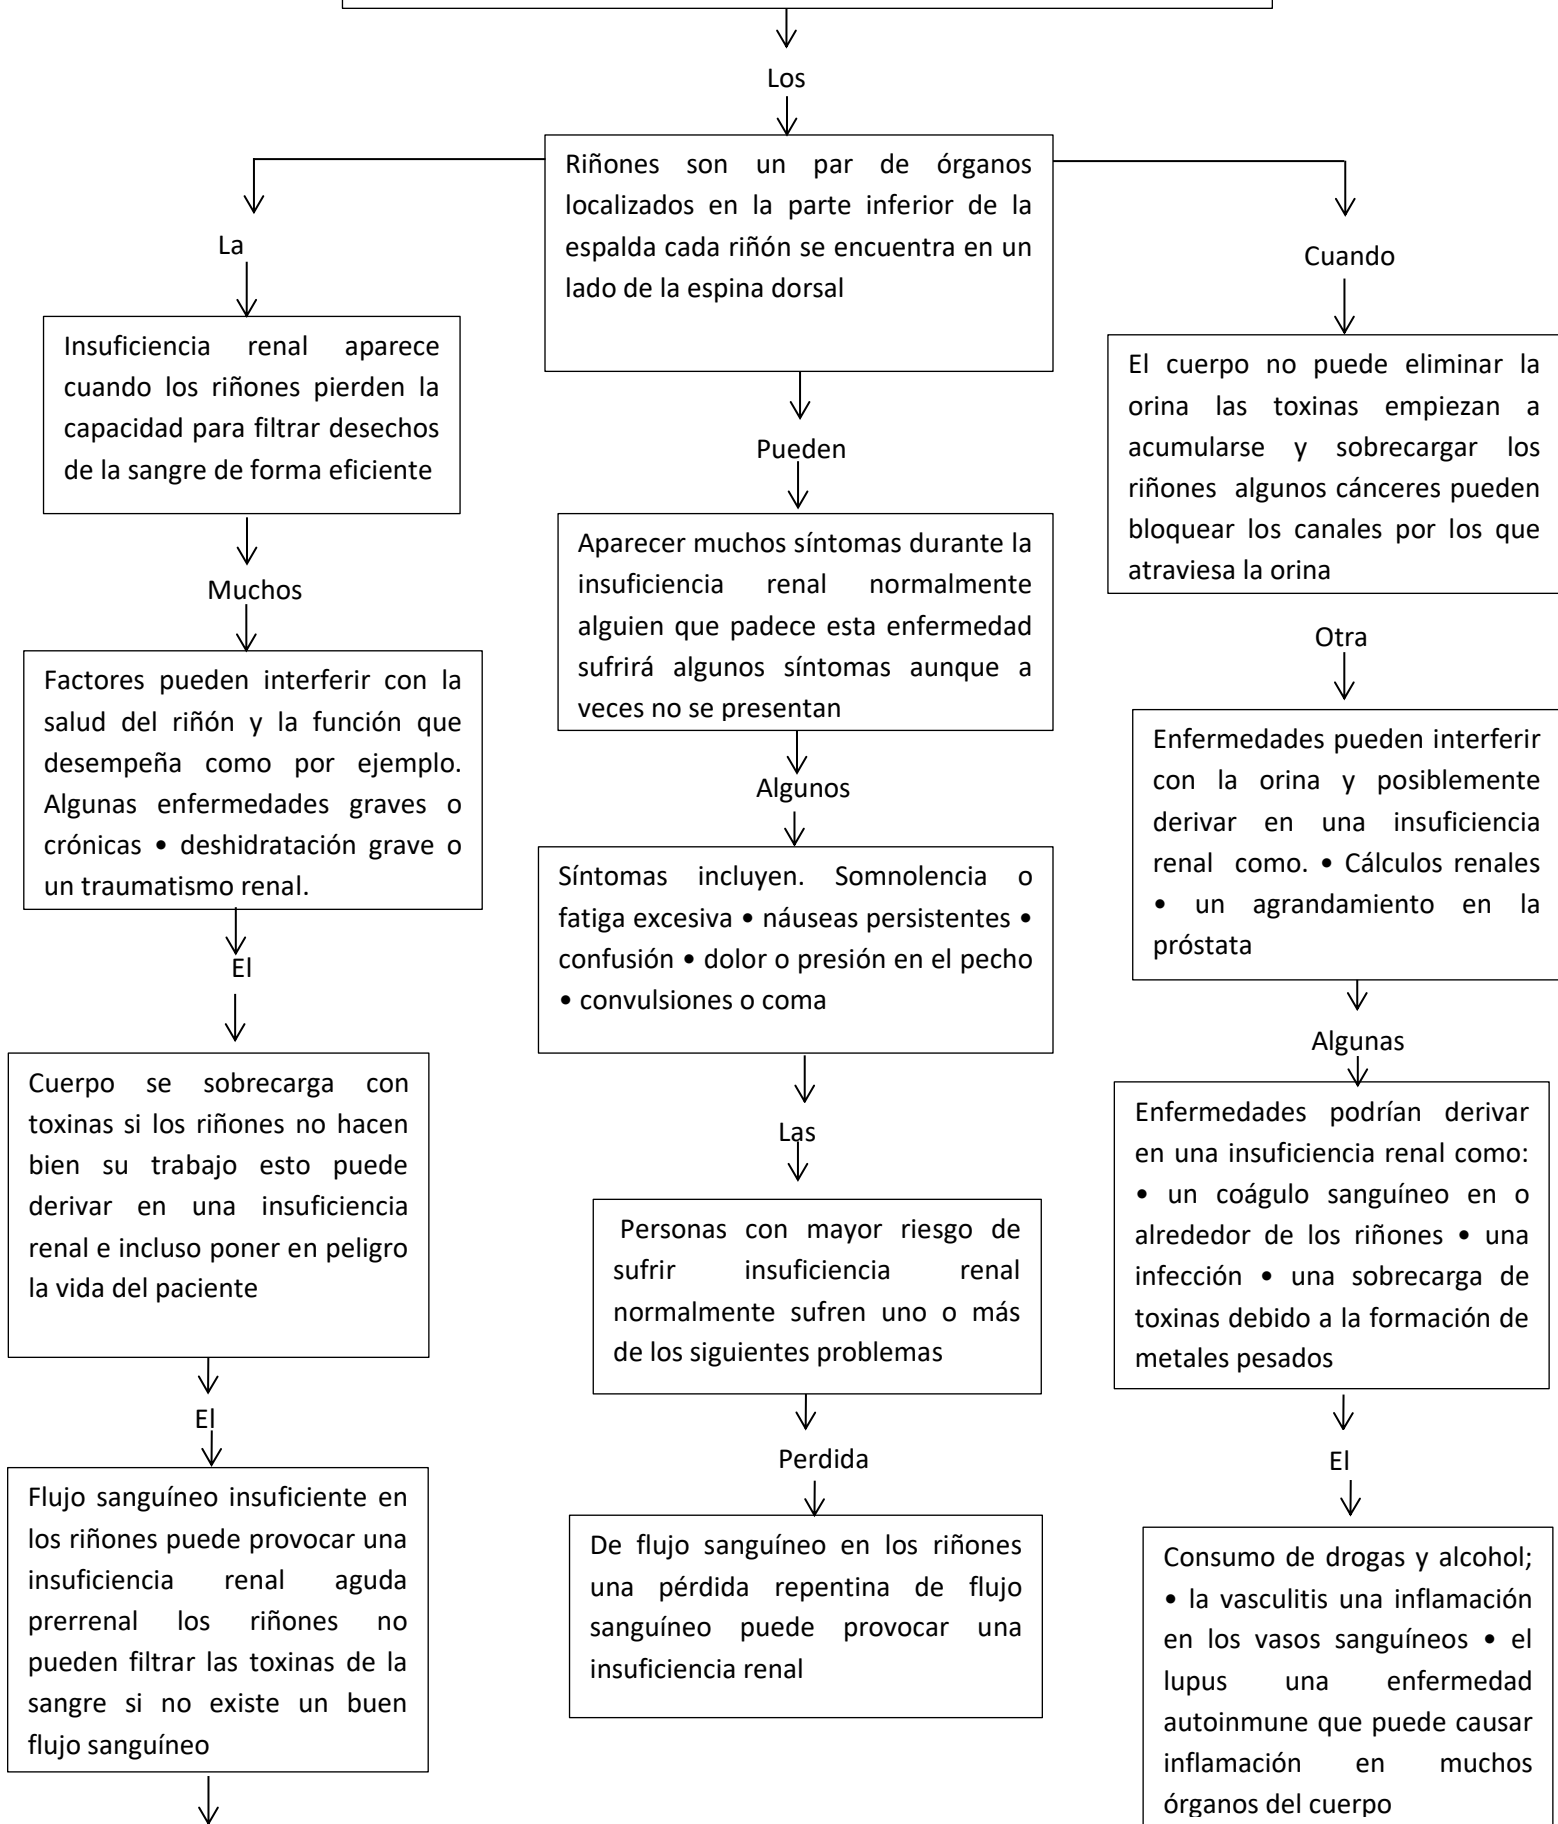 Los
Riñones son un par de órganos
localizados en la parte inferior de la
espalda cada riñón se encuentra en un
lado de la espina dorsal
La
Insuficiencia renal aparece
cuando los riñones pierden la
capacidad para filtrar desechos
de la sangre de forma eficiente
Muchos
Factores pueden interferir con la
salud del riñón y la función que
desempeña como por ejemplo.
Algunas enfermedades graves o
crónicas • deshidratación grave o
un traumatismo renal.
El
Cuerpo se sobrecarga con
toxinas si los riñones no hacen
bien su trabajo esto puede
derivar en una insuficiencia
renal e incluso poner en peligro
la vida del paciente
El
Flujo sanguíneo insuficiente en
los riñones puede provocar una
insuficiencia renal aguda
prerrenal los riñones no
pueden filtrar las toxinas de la
sangre si no existe un buen
flujo sanguíneo
Pueden
Aparecer muchos síntomas durante la
insuficiencia renal normalmente
alguien que padece esta enfermedad
sufrirá algunos síntomas aunque a
veces no se presentan
Algunos
Síntomas incluyen. Somnolencia o
fatiga excesiva • náuseas persistentes •
confusión • dolor o presión en el pecho
• convulsiones o coma
Las
Personas con mayor riesgo de
sufrir insuficiencia renal
normalmente sufren uno o más
de los siguientes problemas
Perdida
De flujo sanguíneo en los riñones
una pérdida repentina de flujo
sanguíneo puede provocar una
insuficiencia renal
Cuando
El cuerpo no puede eliminar la
orina las toxinas empiezan a
acumularse y sobrecargar los
riñones algunos cánceres pueden
bloquear los canales por los que
atraviesa la orina
Otra
Enfermedades pueden interferir
con la orina y posiblemente
derivar en una insuficiencia
renal como. • Cálculos renales
• un agrandamiento en la
próstata
Algunas
Enfermedades podrían derivar
en una insuficiencia renal como:
• un coágulo sanguíneo en o
alrededor de los riñones • una
infección • una sobrecarga de
toxinas debido a la formación de
metales pesados
El
Consumo de drogas y alcohol;
• la vasculitis una inflamación
en los vasos sanguíneos • el
lupus una enfermedad
autoinmune que puede causar
inflamación en muchos
órganos del cuerpo